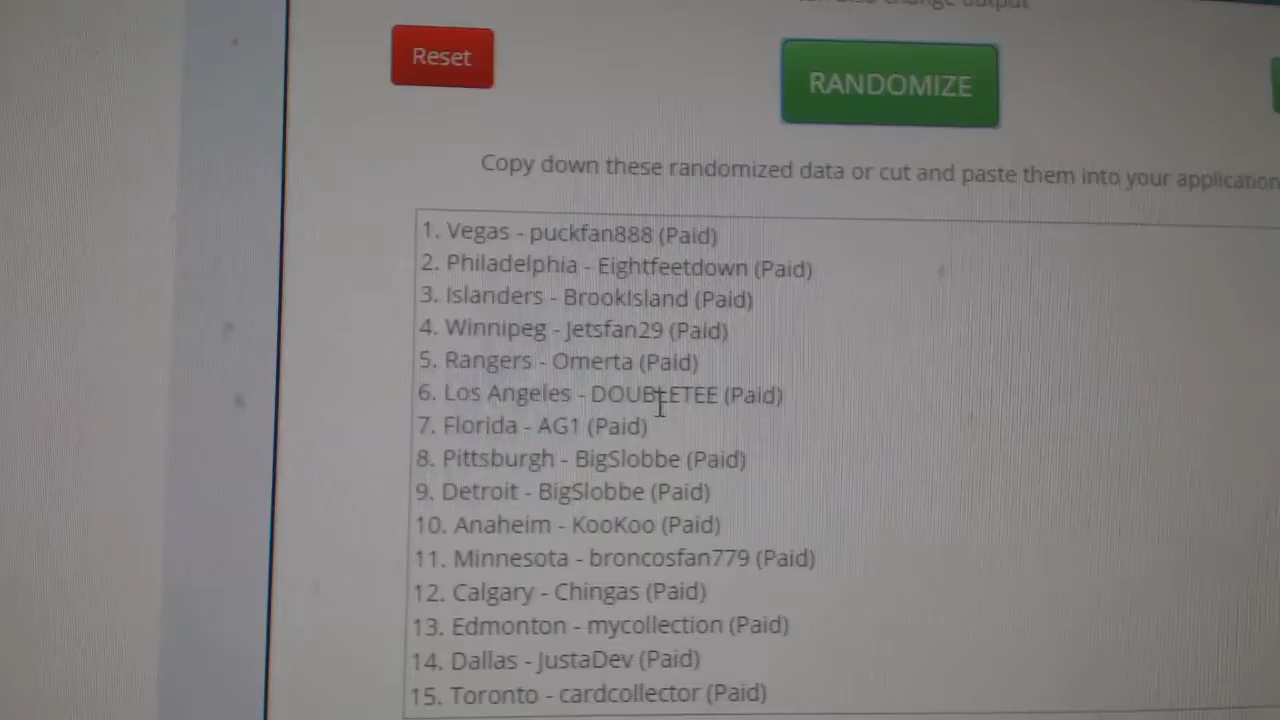 Reset
RANDOMIZE
Copy down these randomized data or cut and paste them into your application
1. Vegas - puckfan888 (Paid)
2. Philadelphia - Eightfeetdown (Paid)
3. Islanders - BrookIsland (Paid)
4. Winnipeg - Jetsfan29 (Paid)
5. Rangers - Omerta (Paid)
6. Los Angeles - DOUBLETEE (Paid)
7. Florida - AG1 (Paid)
8. Pittsburgh - BigSlobbe (Paid)
9. Detroit - BigSlobbe (Paid)
10. Anaheim - KooKoo (Paid)
11. Minnesota - broncosfan779 (Paid)
12. Calgary - Chingas (Paid)
13. Edmonton - mycollection (Paid)
14. Dallas - JustaDev (Paid)
15. Toronto - cardcollector (Paid)